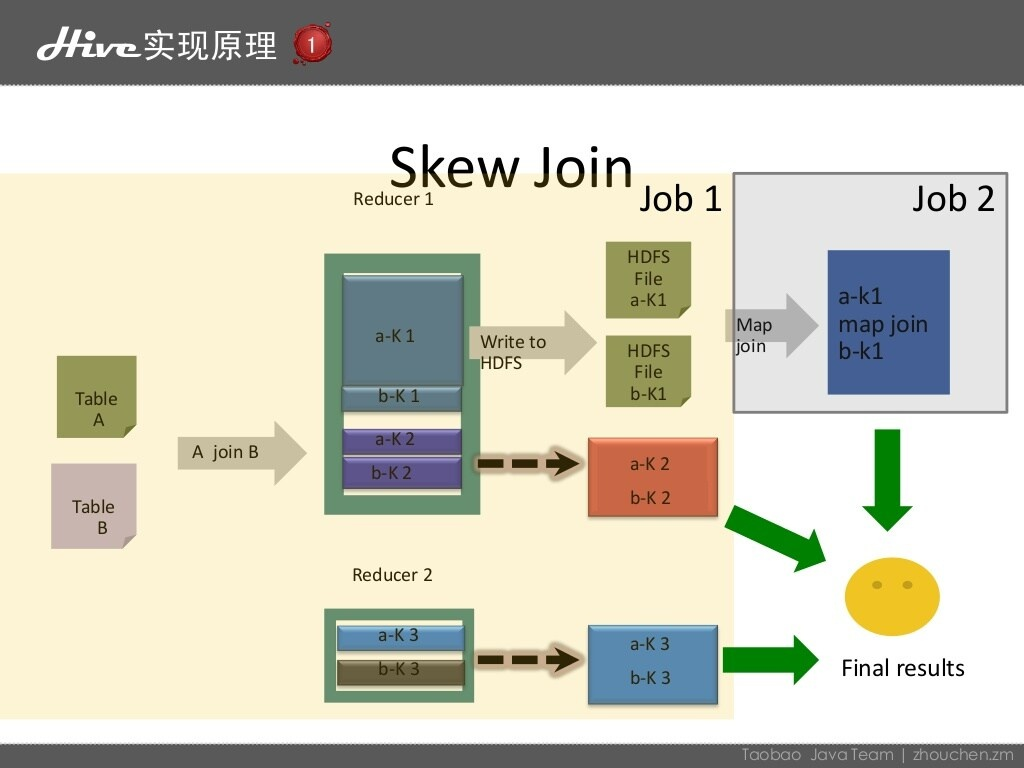 Hive实现原理 1
Skew Join
Reducer 1
Job 1
Job 2
HDFS
File
a-K1
a-K 1
Write to
HDFS
HDFS
File
b-K1
Map
join
a-k1
map join
b-k1
b-K 1
Table
A
A join B
a-K 2
b-K 2
a-K 2
b-K 2
Table
B
Reducer 2
a-K 3
b-K 3
a-K 3
b-K 3
Final results
Taobao Java Team | zhouchen.zm